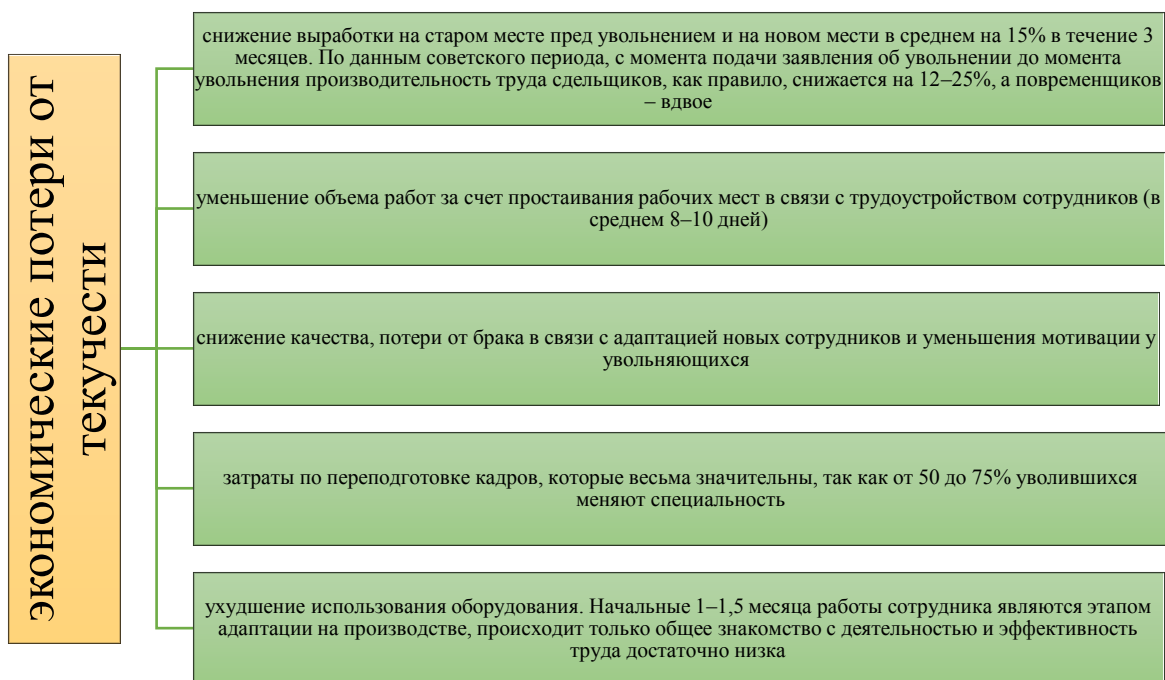 экономические потери от
текучести
снижение выработки на старом месте пред увольнением и на новом мести в среднем на 15% в течение 3
месяцев. По данным советского периода, с момента подачи заявления об увольнении до момента
увольнения производительность труда сдельщиков, как правило, снижается на 12–25%, а повременщиков
– вдвое
уменьшение объема работ за счет простаивания рабочих мест в связи с трудоустройством сотрудников (в
среднем 8–10 дней)
снижение качества, потери от брака в связи с адаптацией новых сотрудников и уменьшения мотивации у
увольняющихся
затраты по переподготовке кадров, которые весьма значительны, так как от 50 до 75% уволившихся
меняют специальность
ухудшение использования оборудования. Начальные 1–1,5 месяца работы сотрудника являются этапом
адаптации на производстве, происходит только общее знакомство с деятельностью и эффективность
труда достаточно низка